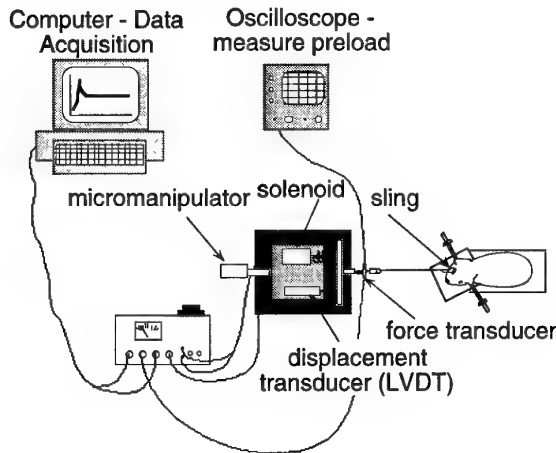 Computer - Data
Acquisition
Oscilloscope -
measure preload
micromanipulator
solenoid
sling
force transducer
displacement
transducer (LVDT)